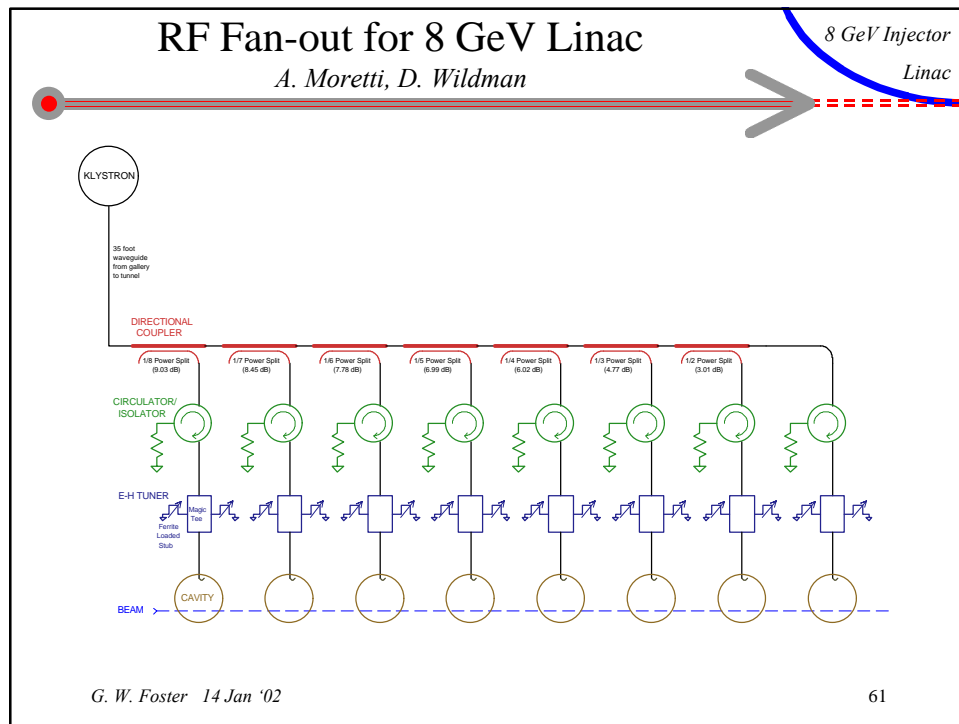 RF Fan-out for 8 GeV Linac
A. Moretti, D. Wildman
8 GeV Injector
Linac
KLYSTRON
35 foot
waveguide
from gallery
to tunnel
DIRECTIONAL
COUPLER
1/8 Power Split
(9.03 dB)
1/7 Power Split
(8.45 dB)
1/6 Power Split
(7.78 dB)
1/5 Power Split
(6.99 dB)
1/4 Power Split
(6.02 dB)
1/3 Power Split
(4.77 dB)
1/2 Power Split
(3.01 dB)
CIRCULATOR/
ISOLATOR
E-H TUNER
Magic
Tee
Ferrite
Loaded
Stub
CAVITY
BEAM
G. W. Foster 14 Jan ‘02
61